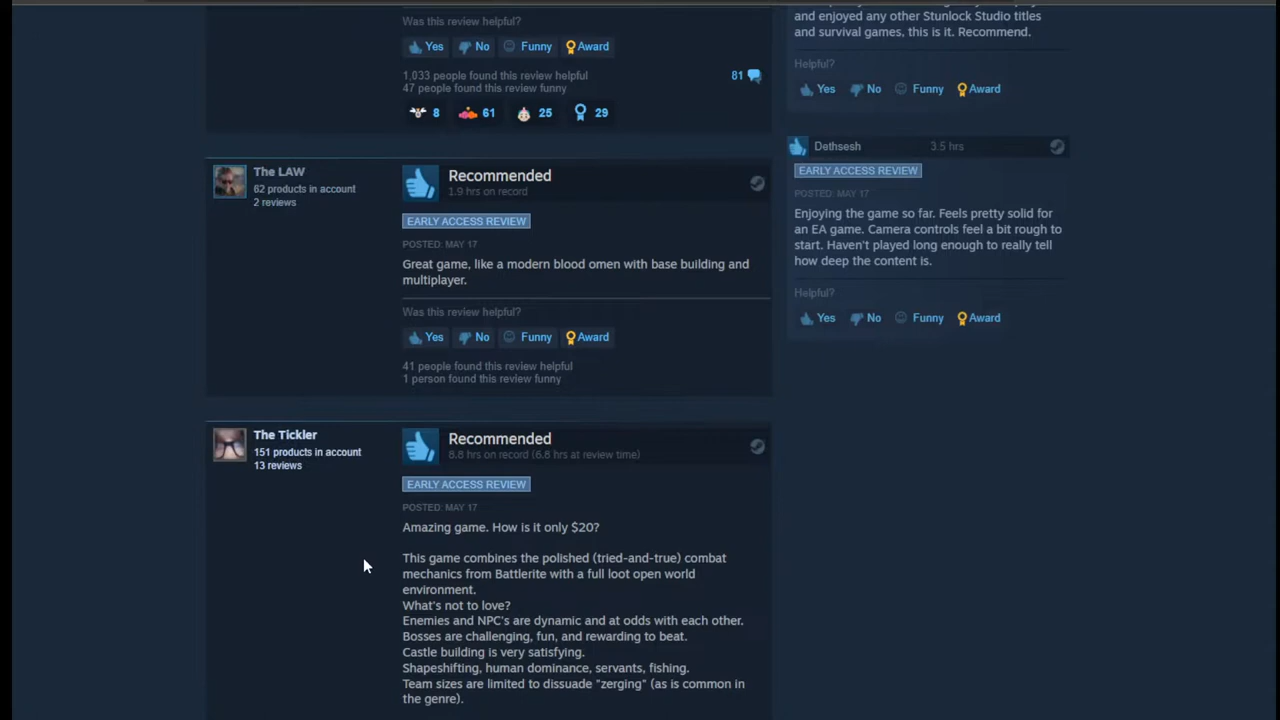 Was this review helpful?
Yes No Funny Award
1,033 people found this review helpful
47 people found this review funny
81
8 61 25 29
The LAW
62 products in account
2 reviews
Recommended
1.9 hrs on record
EARLY ACCESS REVIEW
POSTED: MAY 17
Great game, like a modern blood omen with base building and
multiplayer.
Was this review helpful?
Yes No Funny Award
41 people found this review helpful
1 person found this review funny
The Tickler
151 products in account
13 reviews
Recommended
8.8 hrs on record (6.8 hrs at review time)
EARLY ACCESS REVIEW
POSTED: MAY 17
Amazing game. How is it only $20?
This game combines the polished (tried-and-true) combat
mechanics from Battlerite with a full loot open world
environment.
What's not to love?
Enemies and NPC's are dynamic and at odds with each other.
Bosses are challenging, fun, and rewarding to beat.
Castle building is very satisfying.
Shapeshifting, human dominance, servants, fishing.
Team sizes are limited to dissuade "zerging" (as is common in
the genre).
and enjoyed any other Stunlock Studio titles
and survival games, this is it. Recommend.
Helpful?
Yes No Funny Award
Dethsesh 3.5 hrs
EARLY ACCESS REVIEW
POSTED: MAY 17
Enjoying the game so far. Feels pretty solid for
an EA game. Camera controls feel a bit rough to
start. Haven't played long enough to really tell
how deep the content is.
Helpful?
Yes No Funny Award